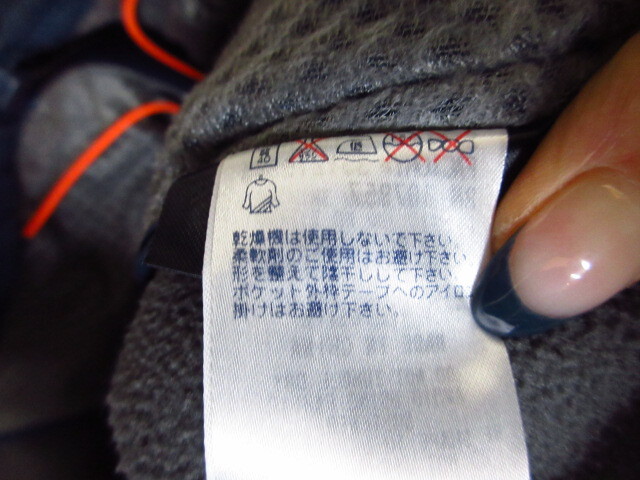 乾燥機は使用しないで下さい。
柔軟剤のご使用はお避け下さい
形を整えて陰干しして下さい。
ポケット外枠テープへのアイロ
掛けはお避け下さい。